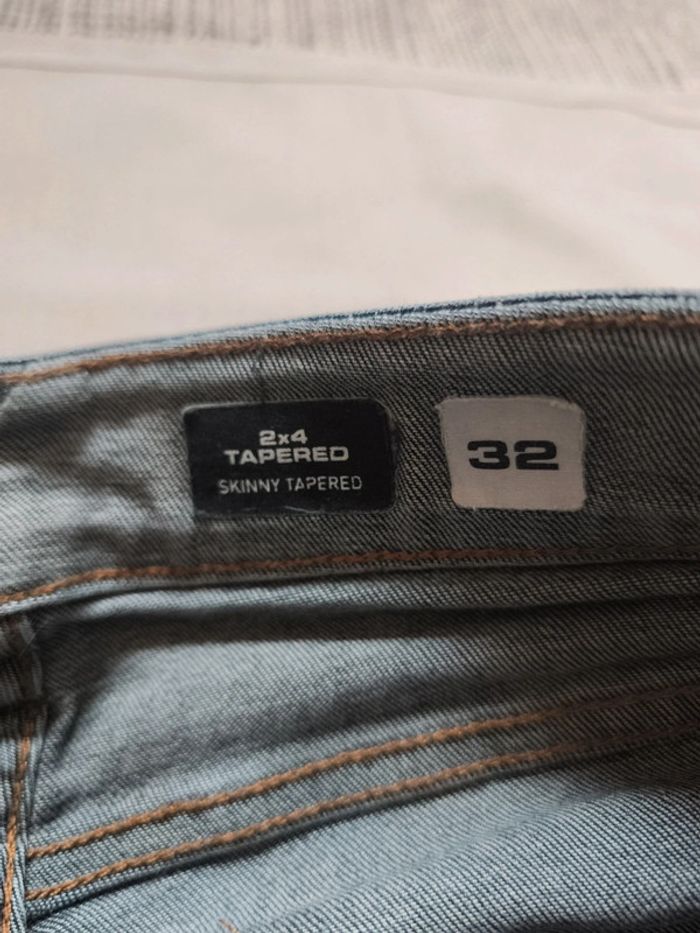 2x4
TAPERED
SKINNY TAPERED
32